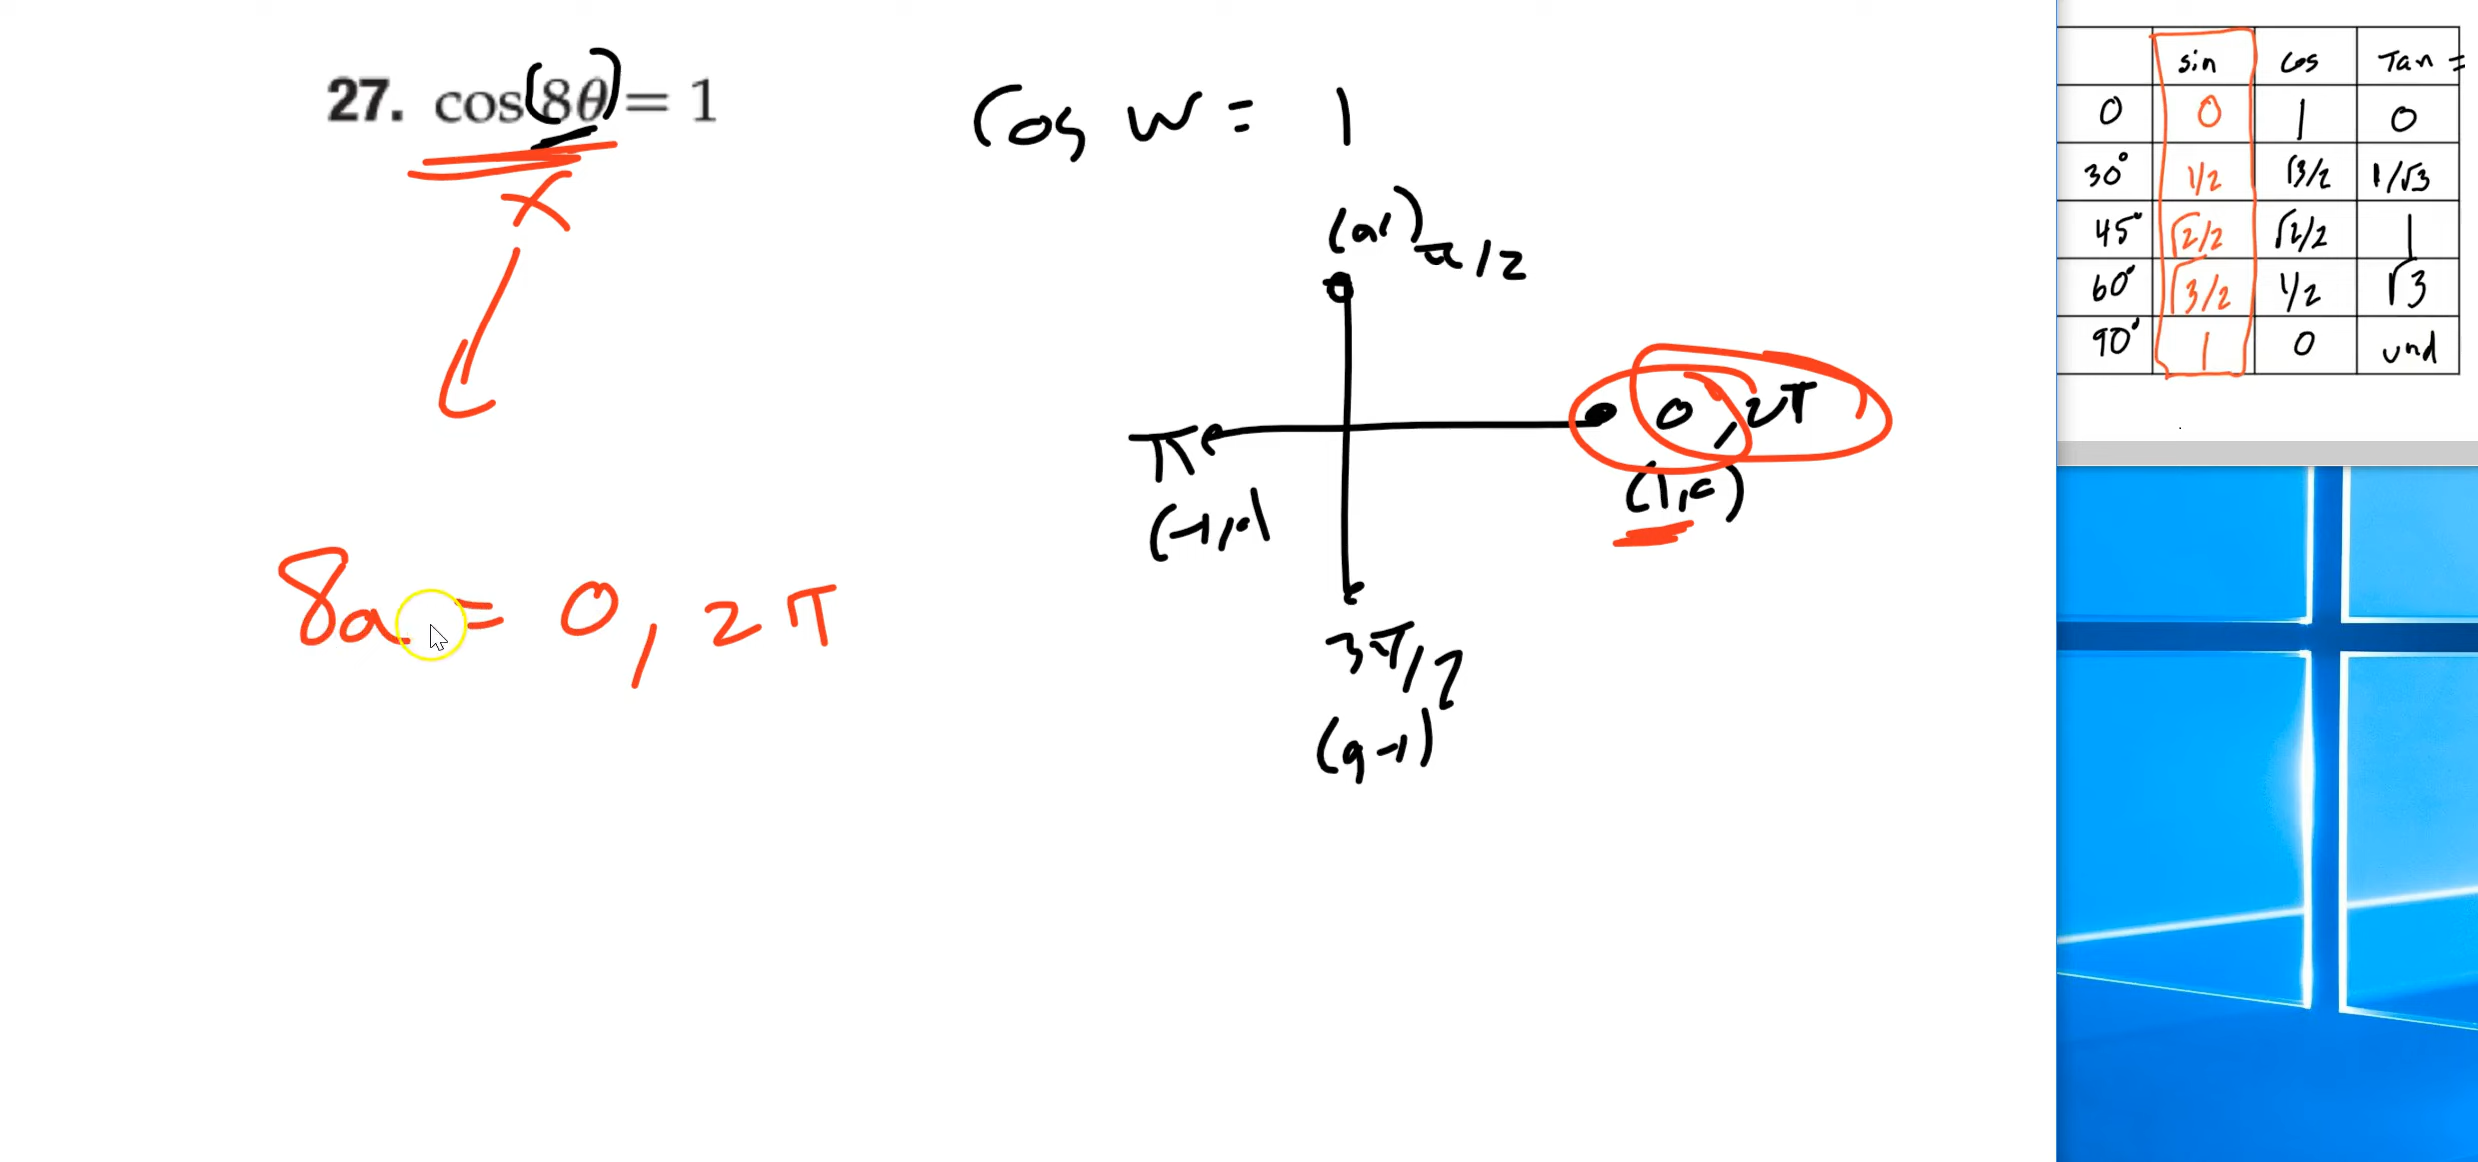 27. cos(8θ) = 1
Cos w = 1
(0,1) π/2
0, 2π
(1,0)
π
(-1,0)
8θ = 0, 2π
3π/2
(0,-1)
sin cos Tan =
0 0 1 0
30° 1/2 √3/2 1/√3
45° √2/2 √2/2 1
60° √3/2 1/2 √3
90° 1 0 und